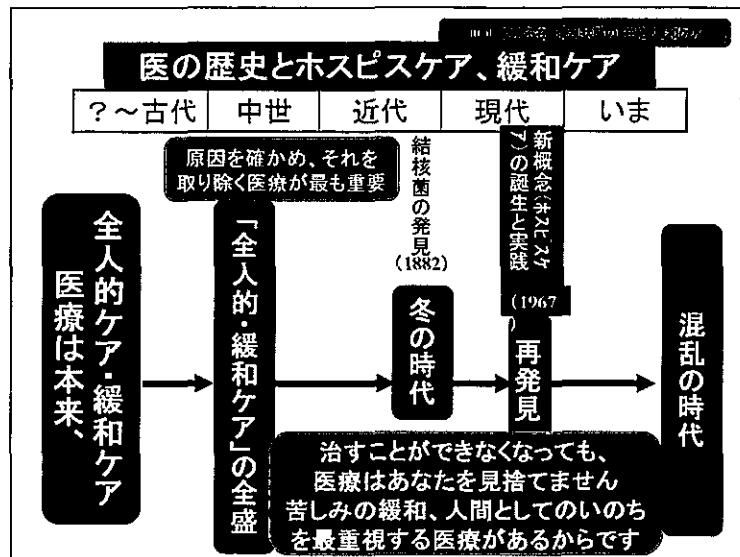 医の歴史とホスピスケア、緩和ケア
?～古代
中世
近代
現代
いま
原因を確かめ、それを
取り除く医療が最も重要
結核菌の発見
(1882)
新概念(ホスピスケ
ア)の誕生と実践
(1967
)
医療は本来、
全人的ケア・緩和ケア
「全人的・緩和ケア」の全盛
冬の時代
再発見
混乱の時代
治すことができなくなっても、
医療はあなたを見捨てません
苦しみの緩和、人間としてのいのち
を最重視する医療があるからです